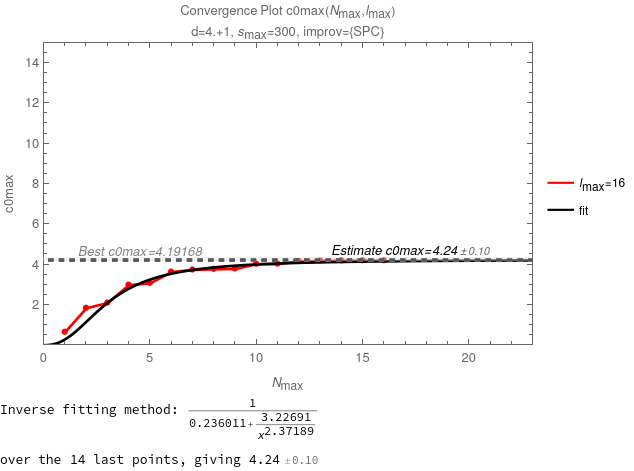 Convergence Plot c0max(Nmax,lmax)
d=4.+1, smax=300, improv={SPC}
14
12
10
8
6
4
2
c0max
Best c0max=4.19168
Estimate c0max=4.24 ±0.10
lmax=16
fit
0
5
10
15
20
Nmax
Inverse fitting method: 1
0.236011+ 3.22691
x2.37189
over the 14 last points, giving 4.24 ±0.10